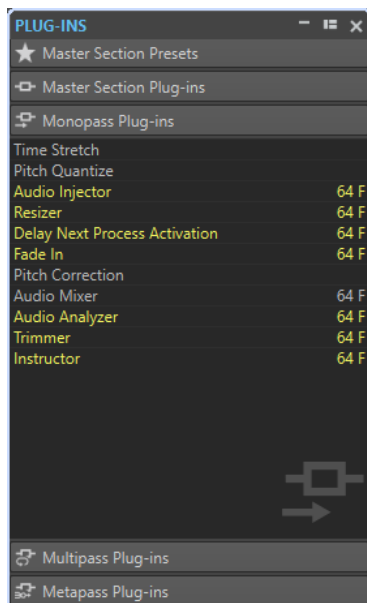 PLUG-INS
Master Section Presets
Master Section Plug-ins
Monopass Plug-ins
Time Stretch
Pitch Quantize
Audio Injector 64 F
Resizer 64 F
Delay Next Process Activation 64 F
Fade In 64 F
Pitch Correction
Audio Mixer 64 F
Audio Analyzer 64 F
Trimmer 64 F
Instructor 64 F
Multipass Plug-ins
Metapass Plug-ins